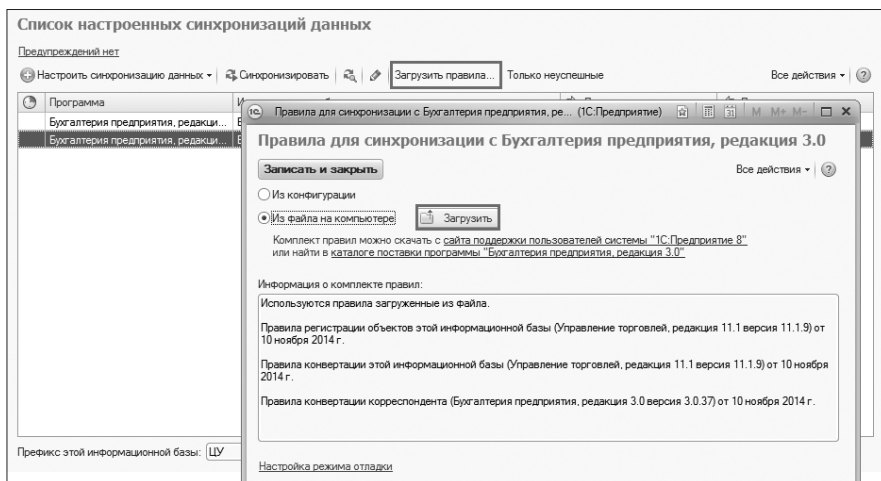 Список настроенных синхронизаций данных
Предупреждений нет
Настроить синхронизацию данных
Синхронизировать
Загрузить правила...
Только неуспешные
Все действия
Программа
Бухгалтерия предприятия, редакци...
Бухгалтерия предприятия, редакци...
Правила для синхронизации с Бухгалтерия предприятия, ре... (1С:Предприятие)
M M+ M-
Правила для синхронизации с Бухгалтерия предприятия, редакция 3.0
Записать и закрыть
Все действия
Из конфигурации
Из файла на компьютере
Загрузить
Комплект правил можно скачать с сайта поддержки пользователей системы "1С:Предприятие 8"
или найти в каталоге поставки программы "Бухгалтерия предприятия, редакция 3.0"
Информация о комплекте правил:
Используются правила загруженные из файла.
Правила регистрации объектов этой информационной базы (Управление торговлей, редакция 11.1 версия 11.1.9) от
10 ноября 2014 г.
Правила конвертации этой информационной базы (Управление торговлей, редакция 11.1 версия 11.1.9) от 10 ноября
2014 г.
Правила конвертации корреспондента (Бухгалтерия предприятия, редакция 3.0 версия 3.0.37) от 10 ноября 2014 г.
Префикс этой информационной базы: ЦУ
Настройка режима отладки